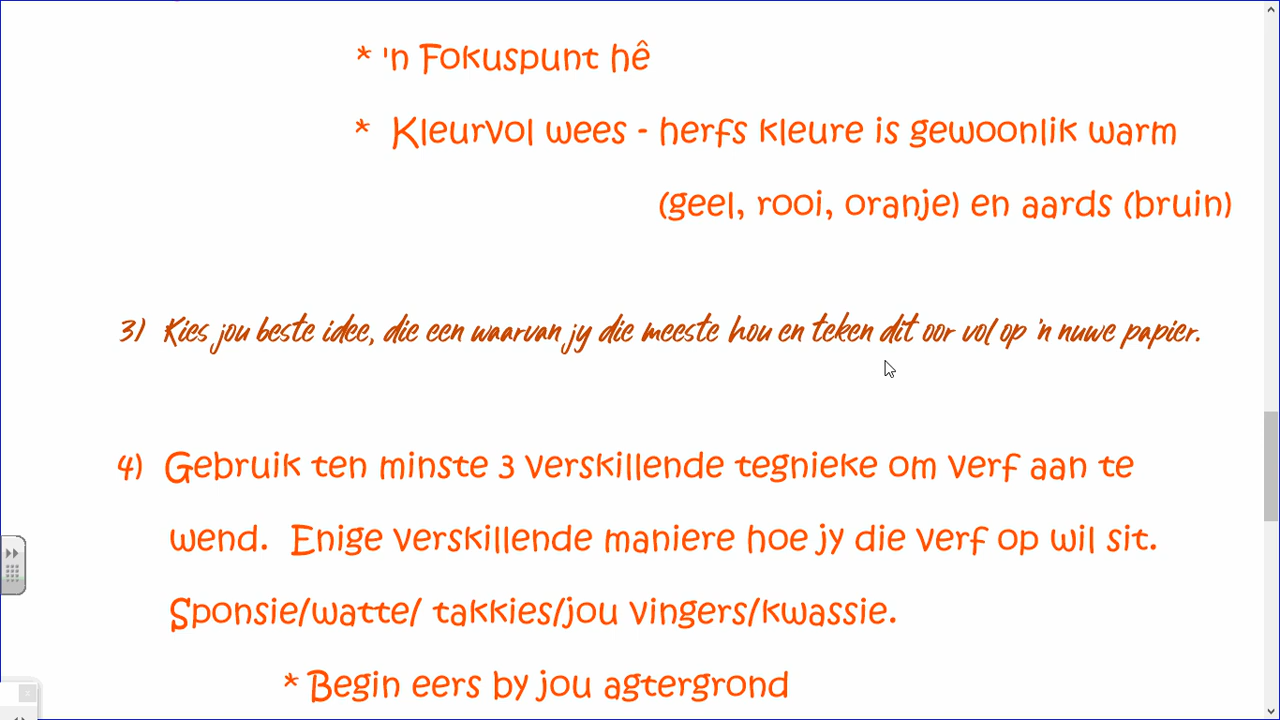 * 'n Fokuspunt hê
* Kleurvol wees - herfs kleure is gewoonlik warm
(geel, rooi, oranje) en aards (bruin)
3) Kies jou beste idee, die een waarvan jy die meeste hou en teken dit oor vol op 'n nuwe papier.
4) Gebruik ten minste 3 verskillende tegnieke om verf aan te
wend. Enige verskillende maniere hoe jy die verf op wil sit.
Sponsie/watte/ takkies/jou vingers/kwassie.
* Begin eers by jou agtergrond